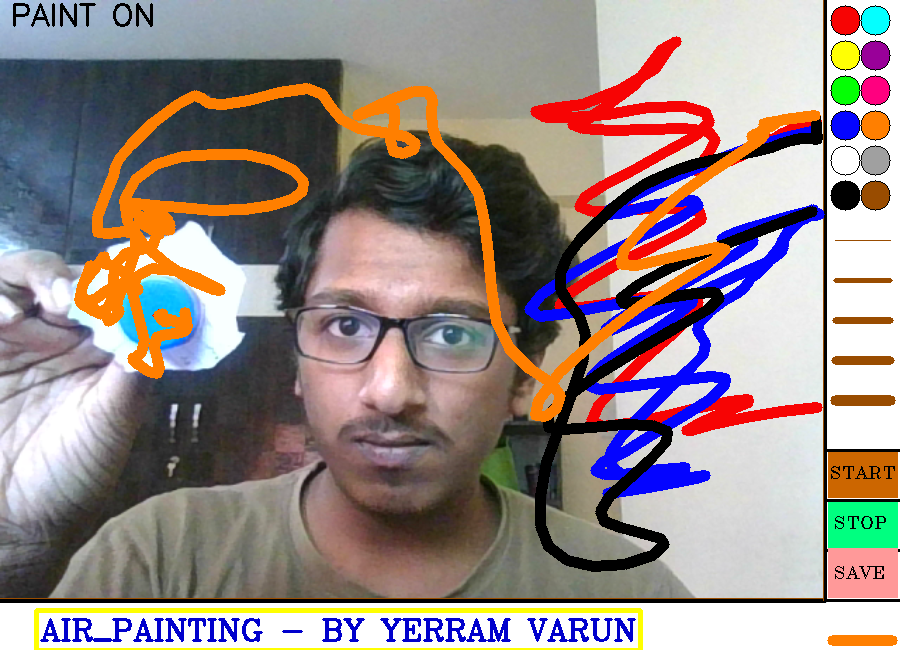 PAINT ON
START
STOP
SAVE
AIR_PAINTING - BY YERRAM VARUN